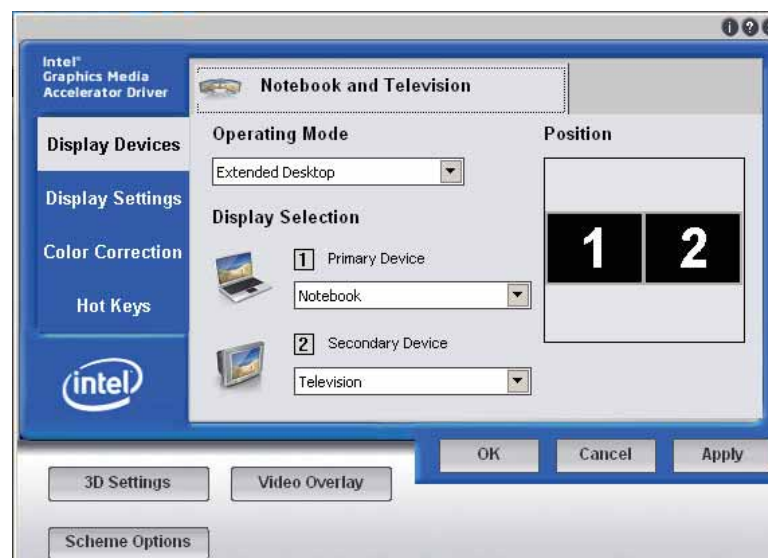 Intel®
Graphics Media
Accelerator Driver
Notebook and Television
Display Devices
Display Settings
Color Correction
Hot Keys
intel
Operating Mode
Extended Desktop
Display Selection
1 Primary Device
Notebook
2 Secondary Device
Television
Position
1 2
OK Cancel Apply
3D Settings Video Overlay
Scheme Options